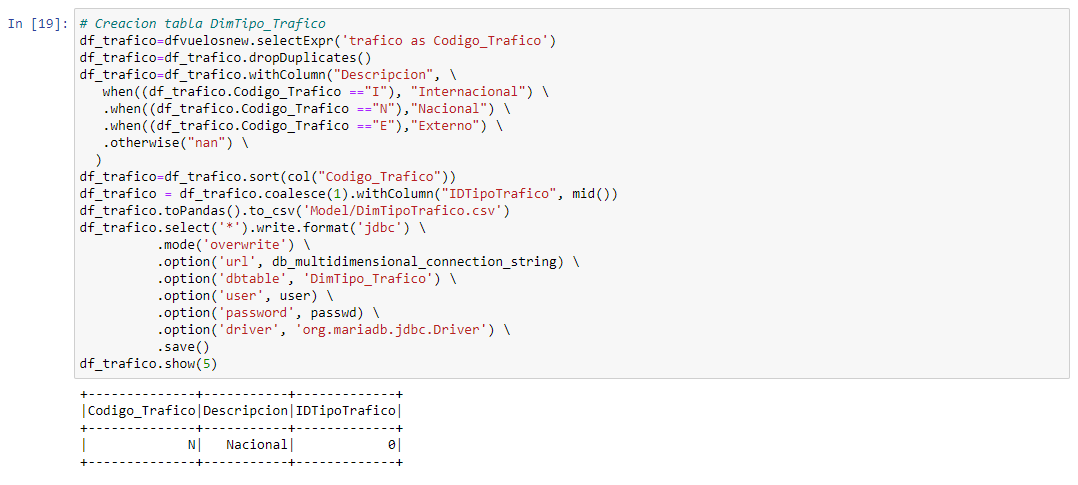 In [19]: # Creacion tabla DimTipo_Trafico
df_trafico=dfvuelosnew.selectExpr('trafico as Codigo_Trafico')
df_trafico=df_trafico.dropDuplicates()
df_trafico=df_trafico.withColumn("Descripcion", \
   when((df_trafico.Codigo_Trafico =="I"), "Internacional") \
   .when((df_trafico.Codigo_Trafico =="N"),"Nacional") \
   .when((df_trafico.Codigo_Trafico =="E"),"Externo") \
   .otherwise("nan") \
  )
df_trafico=df_trafico.sort(col("Codigo_Trafico"))
df_trafico = df_trafico.coalesce(1).withColumn("IDTipoTrafico", mid())
df_trafico.toPandas().to_csv('Model/DimTipoTrafico.csv')
df_trafico.select('*').write.format('jdbc') \
          .mode('overwrite') \
          .option('url', db_multidimensional_connection_string) \
          .option('dbtable', 'DimTipo_Trafico') \
          .option('user', user) \
          .option('password', passwd) \
          .option('driver', 'org.mariadb.jdbc.Driver') \
          .save()
df_trafico.show(5)
+--------------+-----------+-------------+
|Codigo_Trafico|Descripcion|IDTipoTrafico|
+--------------+-----------+-------------+
|             N|   Nacional|            0|
+--------------+-----------+-------------+